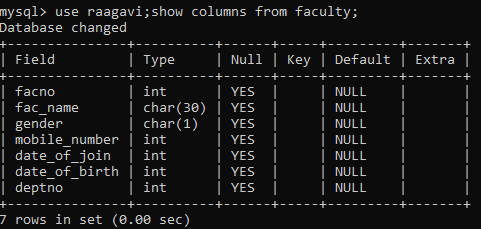 mysql> use raagavi;show columns from faculty;
Database changed
+---------------+----------+------+-----+---------+-------+
| Field         | Type     | Null | Key | Default | Extra |
+---------------+----------+------+-----+---------+-------+
| facno         | int      | YES  |     | NULL    |       |
| fac_name      | char(30) | YES  |     | NULL    |       |
| gender        | char(1)  | YES  |     | NULL    |       |
| mobile_number | int      | YES  |     | NULL    |       |
| date_of_join  | int      | YES  |     | NULL    |       |
| date_of_birth | int      | YES  |     | NULL    |       |
| deptno        | int      | YES  |     | NULL    |       |
+---------------+----------+------+-----+---------+-------+
7 rows in set (0.00 sec)